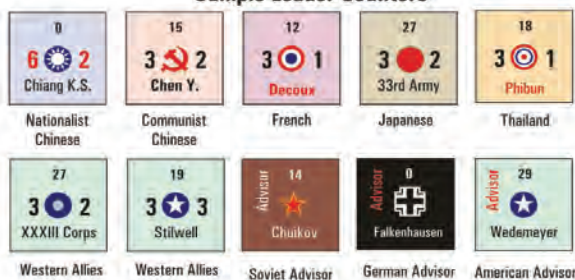 Sample Leader Counters
0
6 2
Chiang K.S.
Nationalist
Chinese
15
3 2
Chen Y.
Communist
Chinese
12
3 1
Decoux
French
27
3 2
33rd Army
Japanese
18
3 1
Phibun
Thailand
27
3 2
XXXIII Corps
Western Allies
19
3 3
Stilwell
Western Allies
14
Advisor
Chuikov
Soviet Advisor
0
Advisor
Falkenhausen
German Advisor
29
Advisor
Wedemeyer
American Advisor